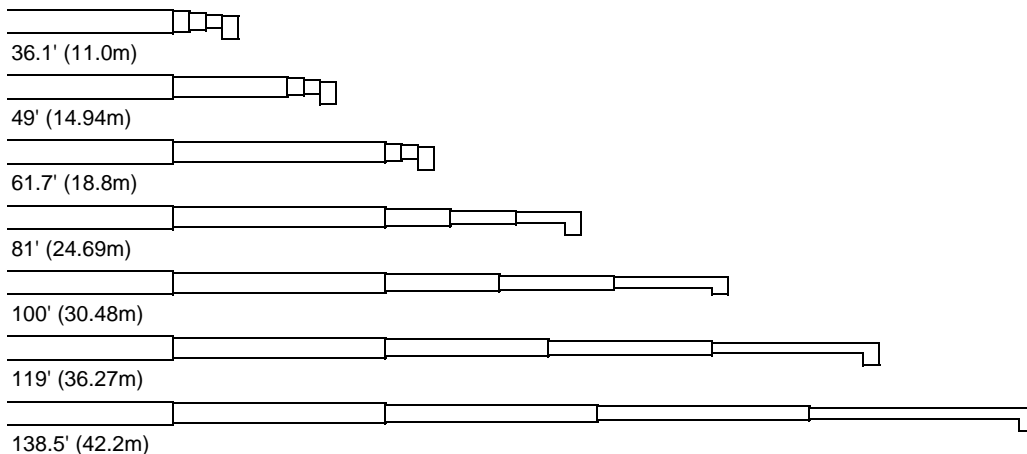 36.1' (11.0m)
49' (14.94m)
61.7' (18.8m)
81' (24.69m)
100' (30.48m)
119' (36.27m)
138.5' (42.2m)